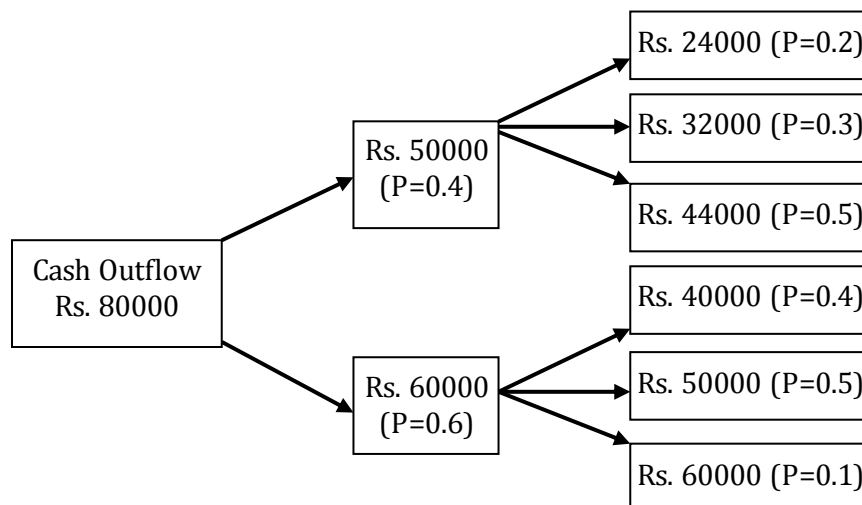 Cash Outflow
Rs. 80000
Rs. 50000
(P=0.4)
Rs. 60000
(P=0.6)
Rs. 24000 (P=0.2)
Rs. 32000 (P=0.3)
Rs. 44000 (P=0.5)
Rs. 40000 (P=0.4)
Rs. 50000 (P=0.5)
Rs. 60000 (P=0.1)